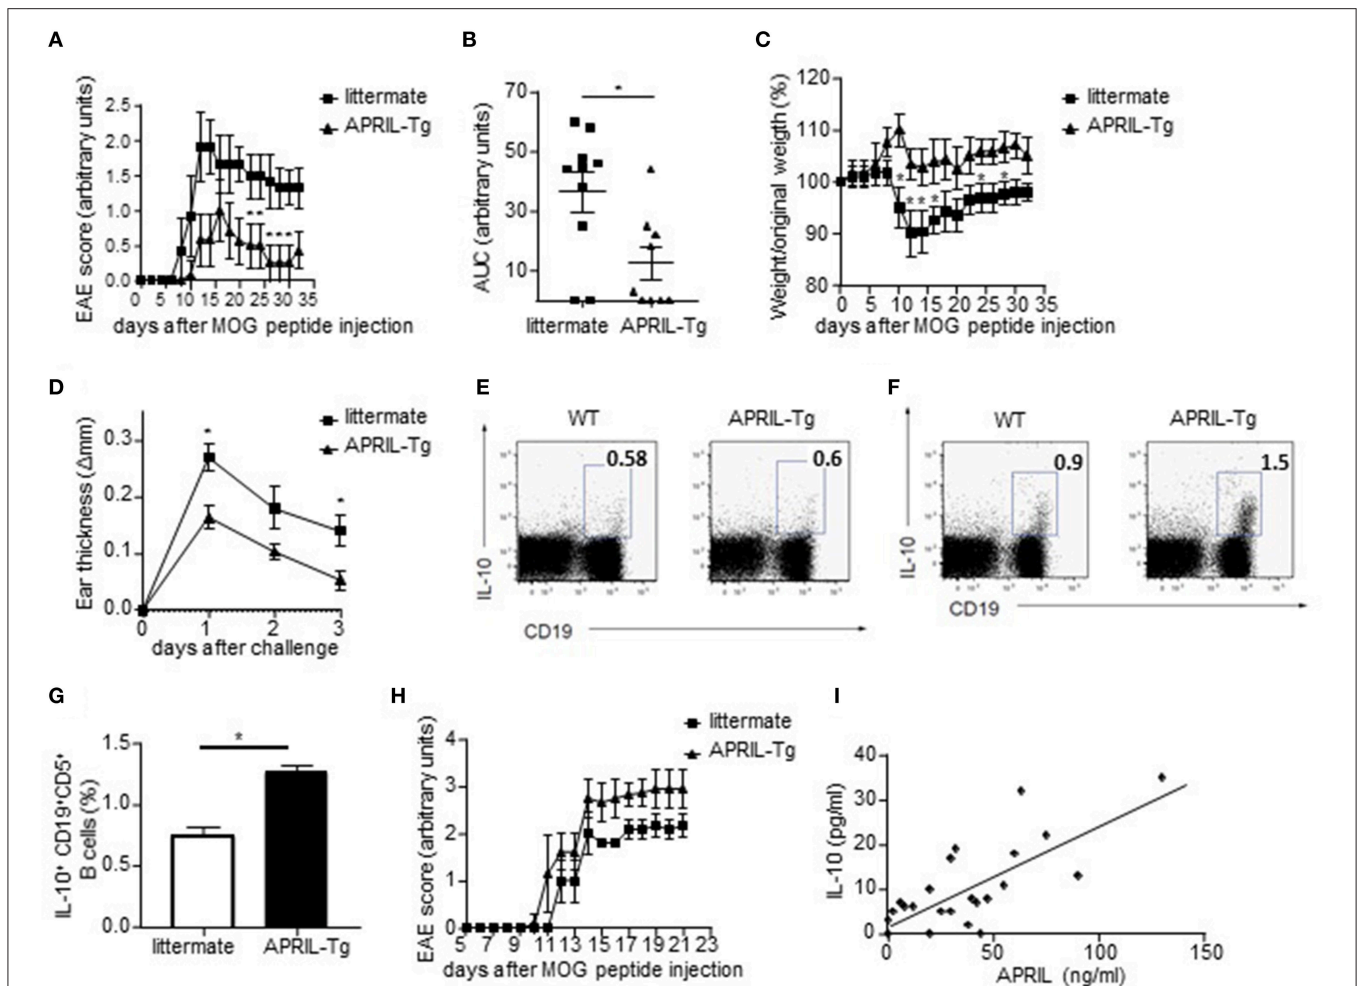 A
littermate
APRIL-Tg
EAE score (arbitrary units)
2.5
2.0
1.5
1.0
0.5
0.0
* *
* * *
0 5 10 15 20 25 30 35
days after MOG peptide injection
B
AUC (arbitrary units)
70
50
30
10
*
littermate APRIL-Tg
C
littermate
APRIL-Tg
Weight/original weigth (%)
120
110
100
90
80
* * *
* * *
0 5 10 15 20 25 30 35
days after MOG peptide injection
D
littermate
APRIL-Tg
Ear thickness (Δmm)
0.3
0.2
0.1
0.0
*
*
0 1 2 3
days after challenge
E
WT APRIL-Tg
0.58 0.6
IL-10
CD19
F
WT APRIL-Tg
0.9 1.5
IL-10
CD19
G
IL-10⁺ CD19⁺CD5⁺
B cells (%)
1.5
1.0
0.5
0.0
*
littermate APRIL-Tg
H
littermate
APRIL-Tg
EAE score (arbitrary units)
4
3
2
1
0
5 7 9 11 13 15 17 19 21 23
days after MOG peptide injection
I
IL-10 (pg/ml)
40
30
20
10
0
0 50 100 150
APRIL (ng/ml)